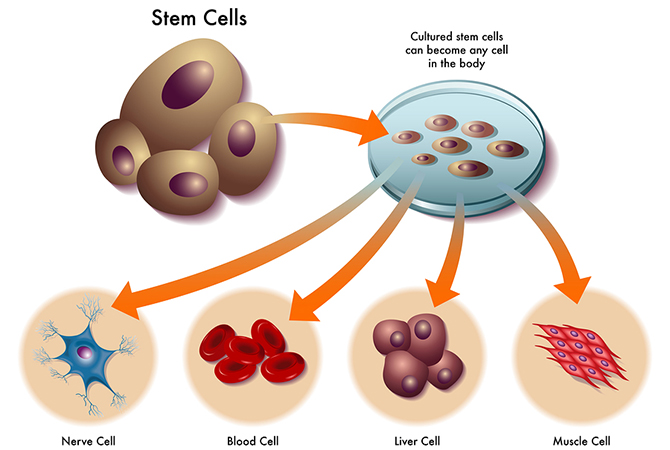 Stem Cells
Cultured stem cells
can become any cell
in the body
Nerve Cell
Blood Cell
Liver Cell
Muscle Cell